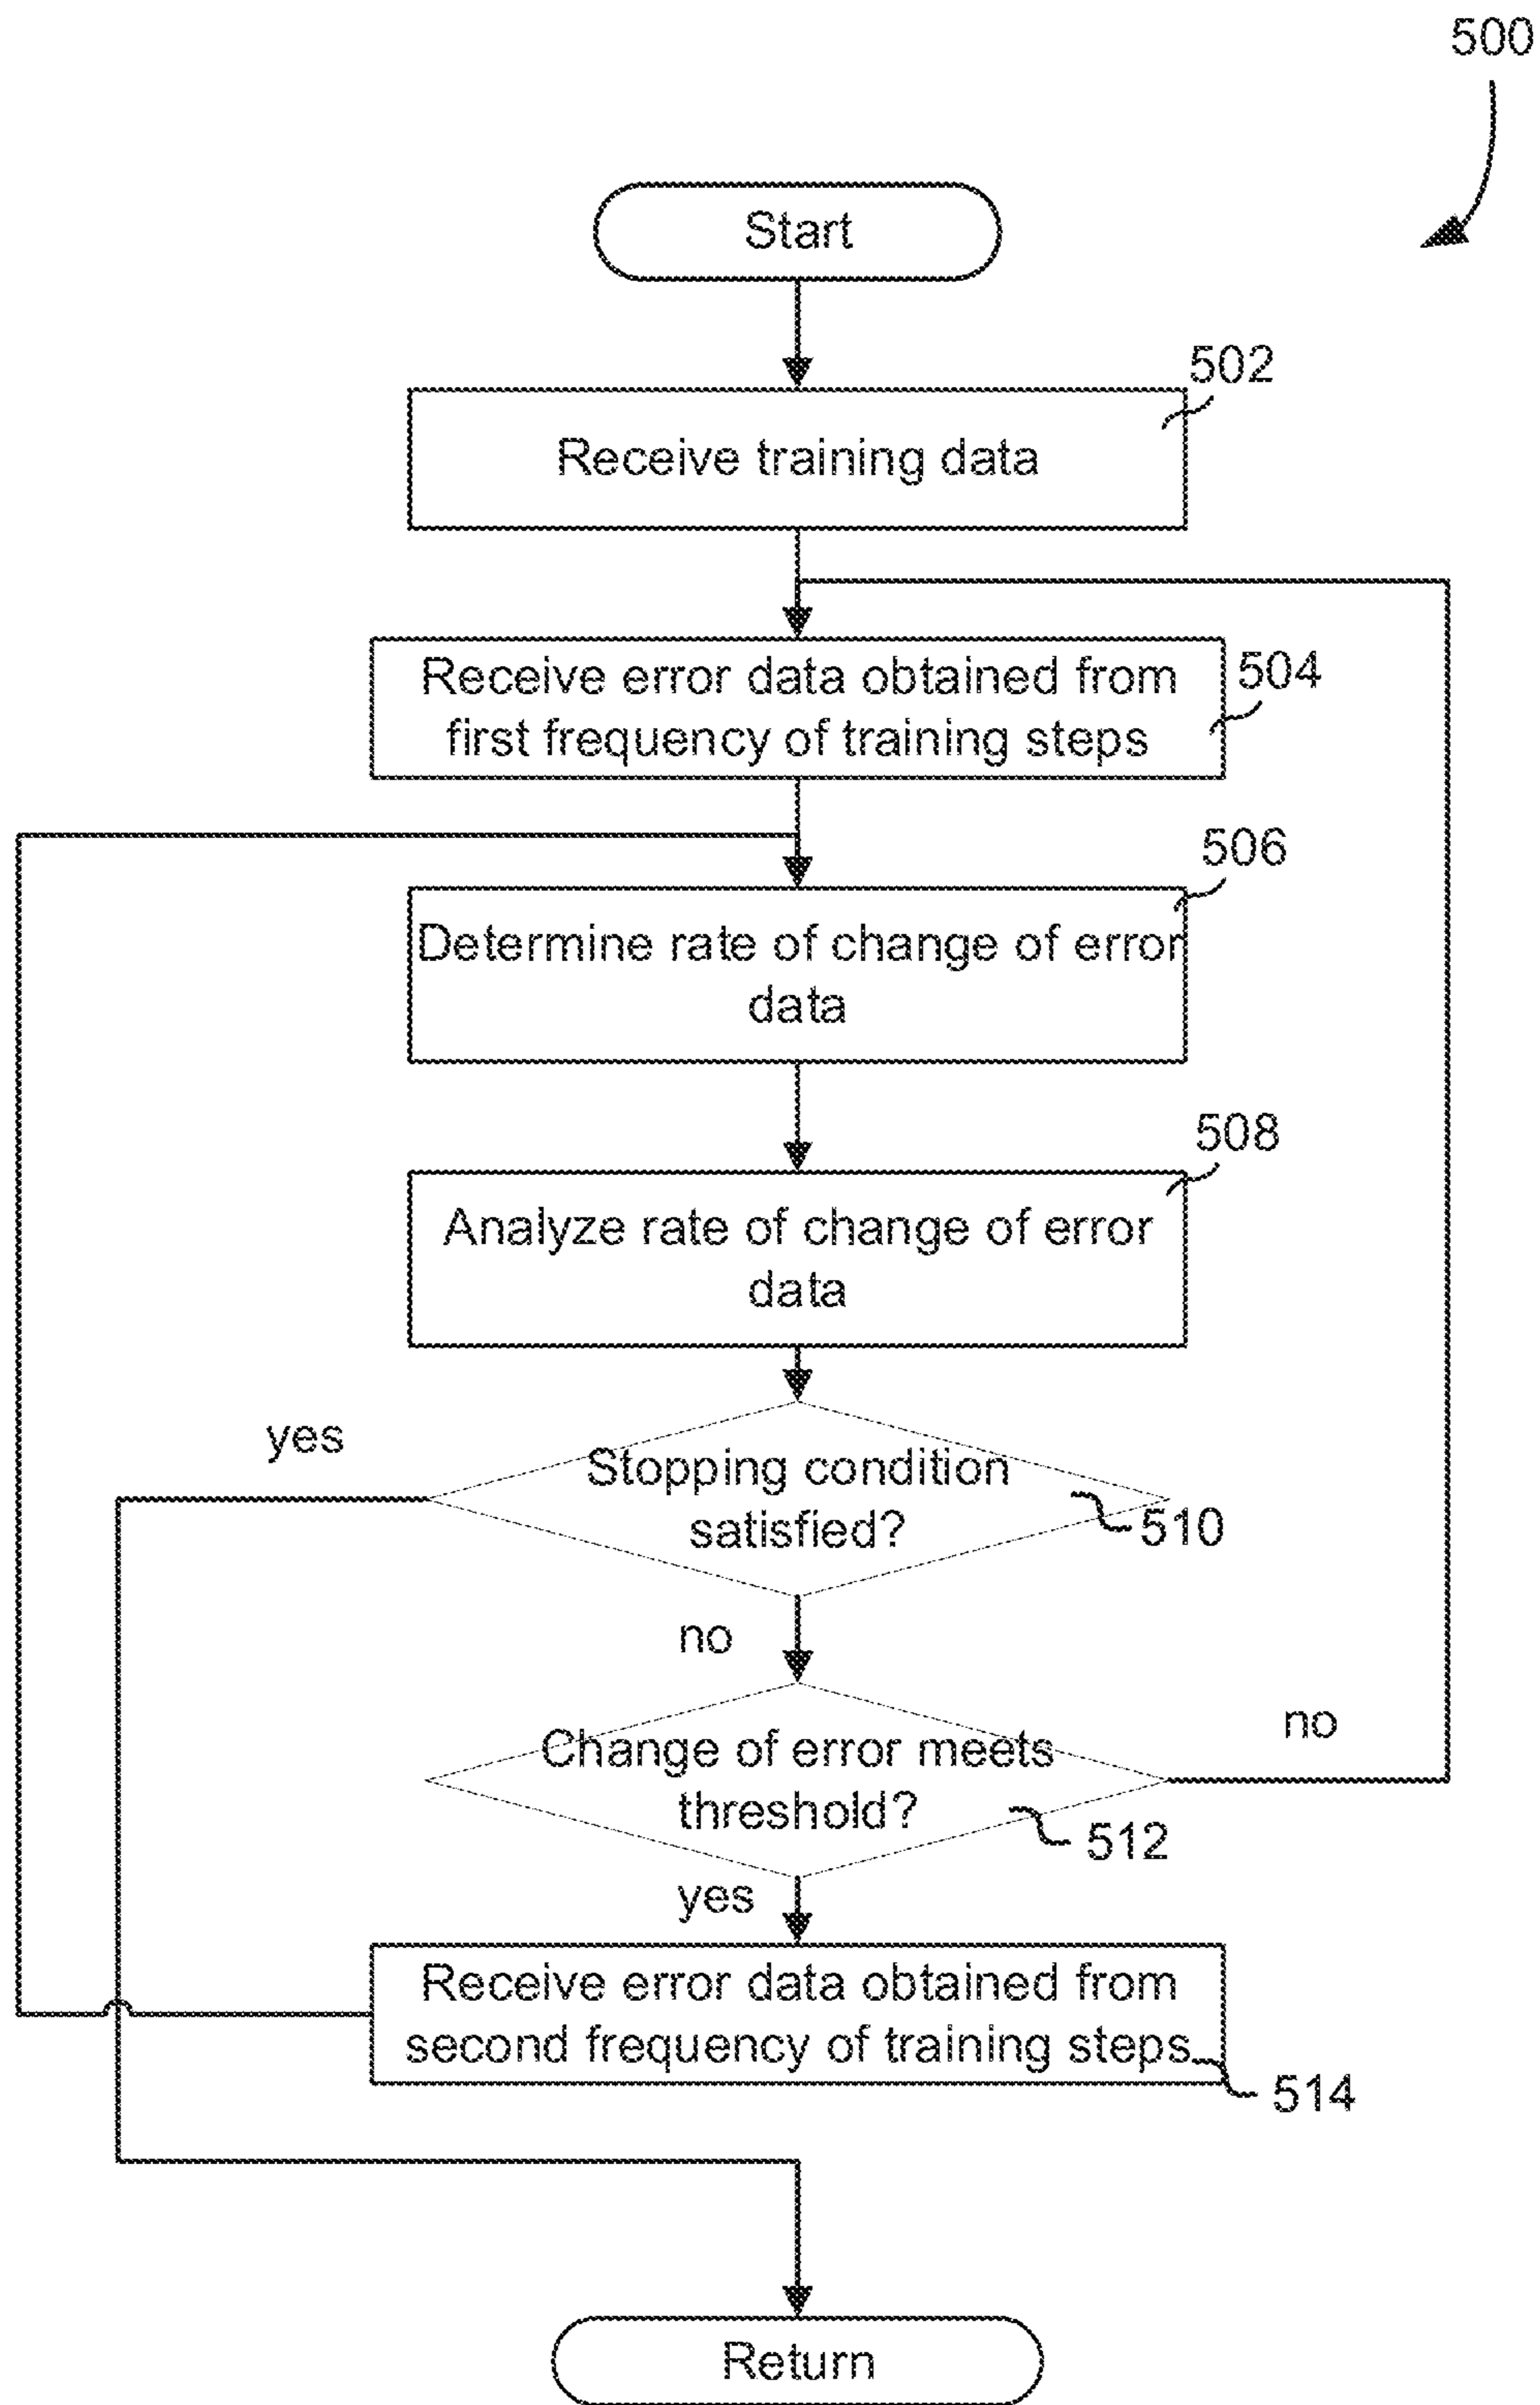 500
Start
502
Receive training data
504
Receive error data obtained from
first frequency of training steps
506
Determine rate of change of error
data
508
Analyze rate of change of error
data
yes
Stopping condition
satisfied?
510
no
Change of error meets
threshold?
no
512
yes
Receive error data obtained from
second frequency of training steps
514
Return